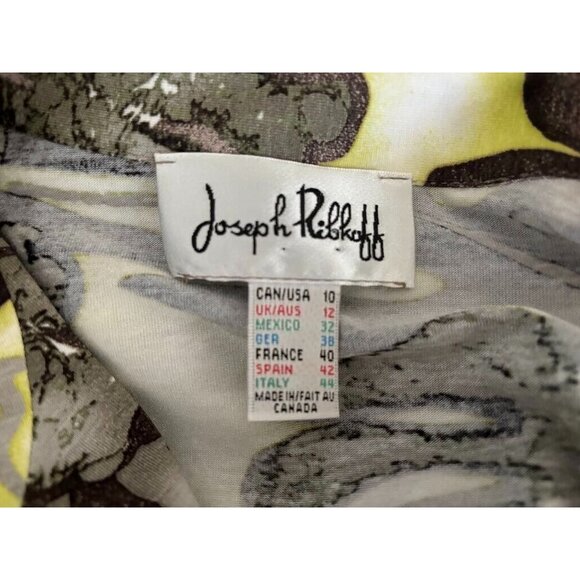 Joseph Ribkoff
CAN/USA 10
UK/AUS 12
MEXICO 32
GER 38
FRANCE 40
SPAIN 42
ITALY 44
MADE IN/FAIT AU
CANADA